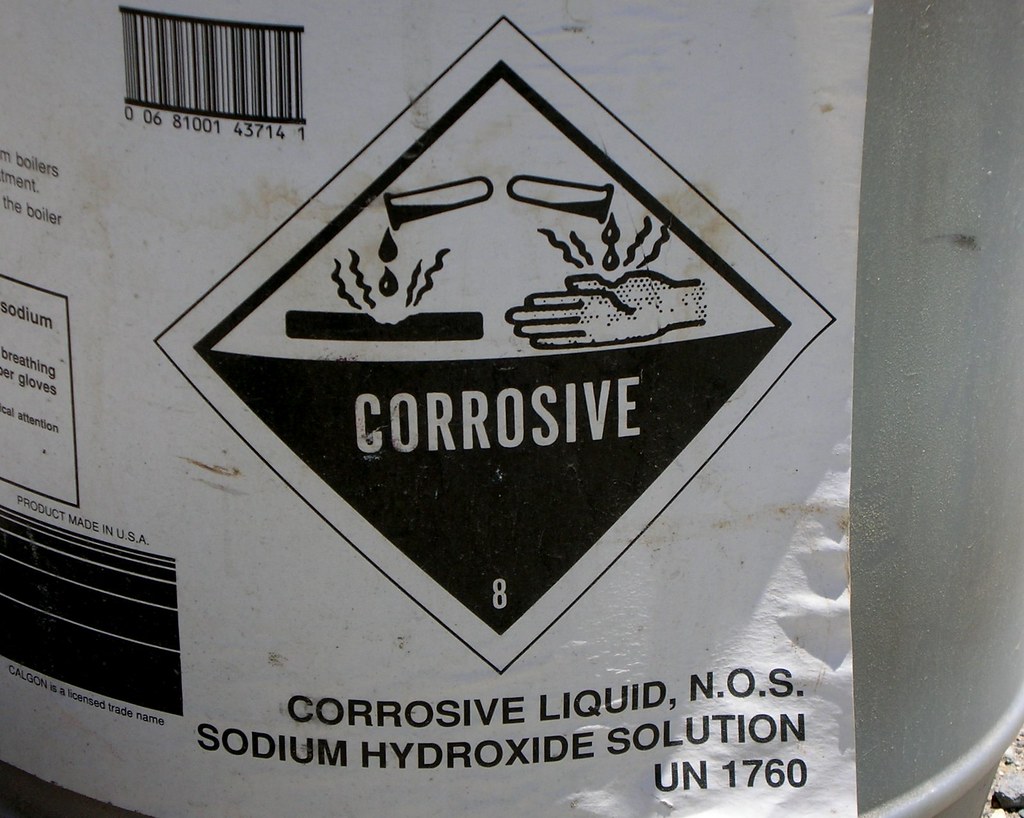 0 06 81001 43714 1
m boilers
tment.
the boiler
sodium
breathing
per gloves
ical attention
PRODUCT MADE IN U.S.A.
CALGON is a licensed trade name
CORROSIVE
8
CORROSIVE LIQUID, N.O.S.
SODIUM HYDROXIDE SOLUTION
UN 1760